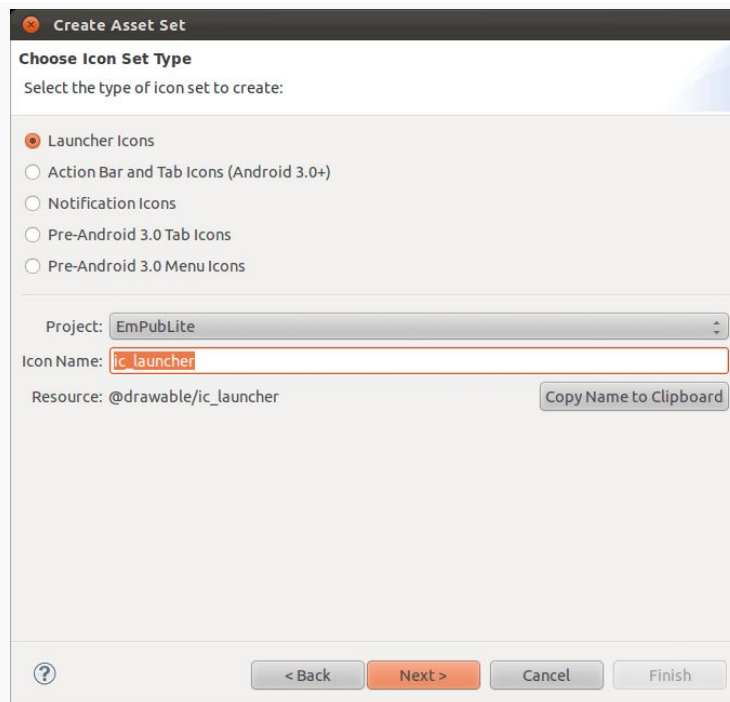 Create Asset Set
Choose Icon Set Type
Select the type of icon set to create:
Launcher Icons
Action Bar and Tab Icons (Android 3.0+)
Notification Icons
Pre-Android 3.0 Tab Icons
Pre-Android 3.0 Menu Icons
Project: EmPubLite
Icon Name: ic_launcher
Resource: @drawable/ic_launcher Copy Name to Clipboard
? < Back Next > Cancel Finish